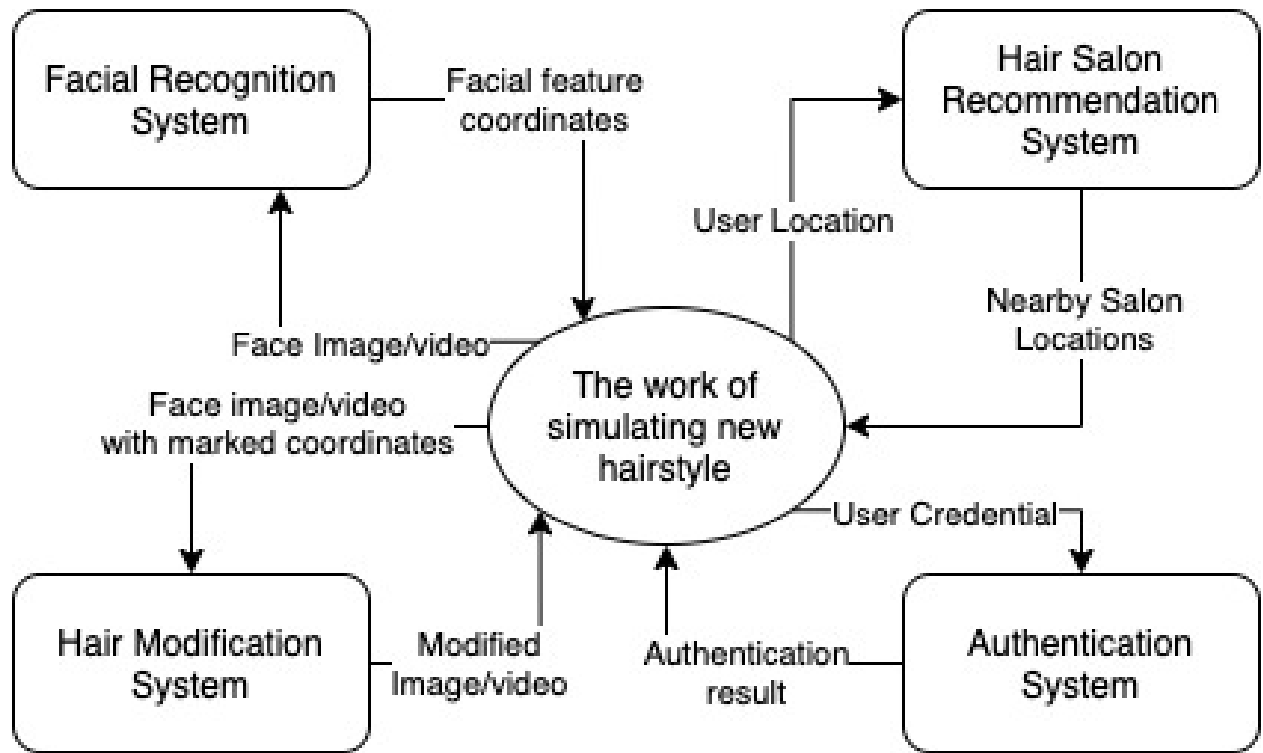 Facial Recognition
System
Facial feature
coordinates
Hair Salon
Recommendation
System
User Location
Nearby Salon
Locations
Face Image/video
Face image/video
with marked coordinates
The work of
simulating new
hairstyle
User Credential
Hair Modification
System
Modified
Image/video
Authentication
result
Authentication
System